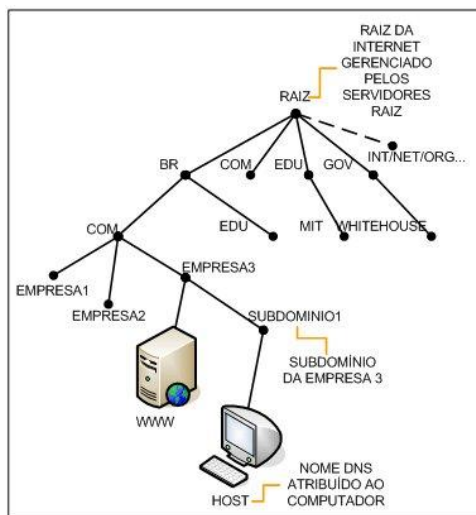 RAIZ DA
INTERNET
GERENCIADO
PELOS
SERVIDORES
RAIZ
RAIZ
INT/NET/ORG...
BR
COM
EDU
GOV
COM
EDU
MIT
WHITEHOUSE
EMPRESA1
EMPRESA2
EMPRESA3
SUBDOMINIO1
SUBDOMÍNIO
DA EMPRESA 3
WWW
NOME DNS
ATRIBUÍDO AO
COMPUTADOR
HOST